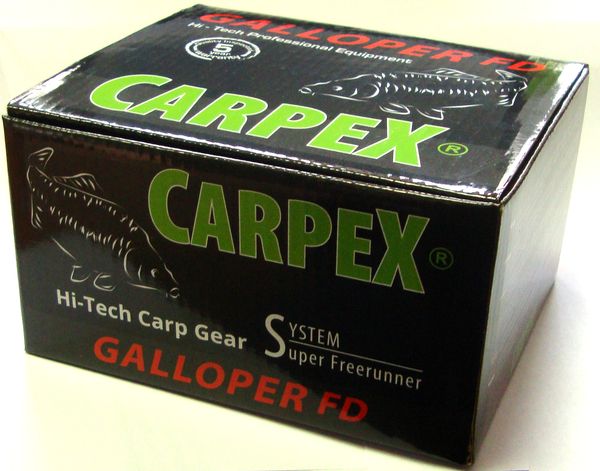 GALLOPER FD
Hi - Tech Professional Equipment
5
CARPEX ®
CARPEX ®
Hi-Tech Carp Gear
SYSTEM
Super Freerunner
GALLOPER FD